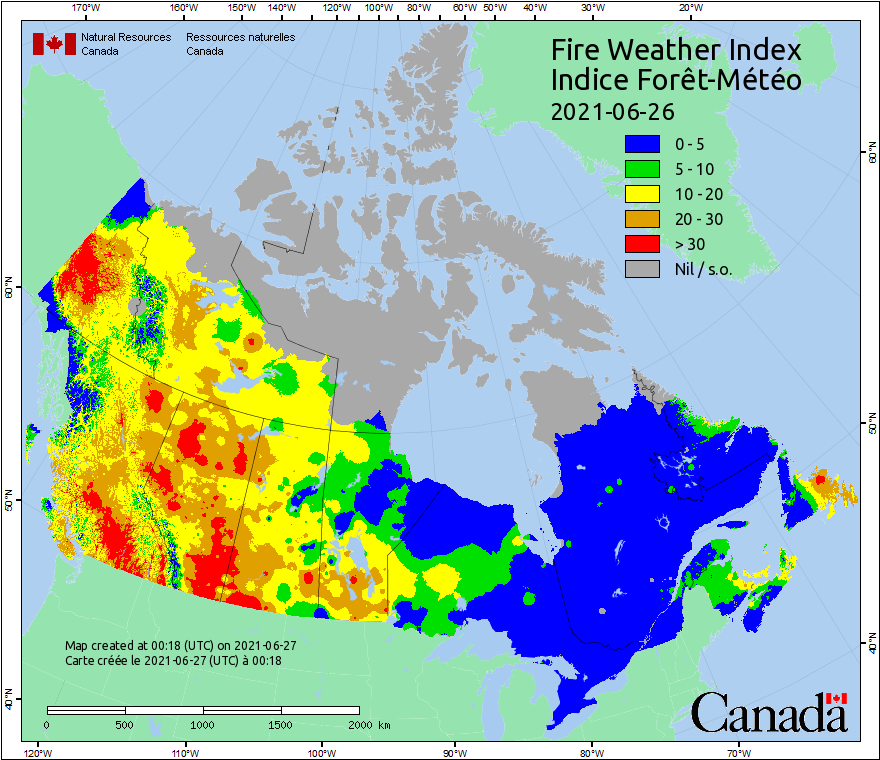 170°W 160°W 150°W 140°W 120°W 100°W 80°W 60°W 50°W 40°W 30°W 20°W
Natural Resources Ressources naturelles
Canada Canada
Fire Weather Index
Indice Forêt-Météo
2021-06-26
0 - 5
5 - 10
10 - 20
20 - 30
> 30
Nil / s.o.
60°N
60°N
50°N
50°N
40°N
40°N
Map created at 00:18 (UTC) on 2021-06-27
Carte créée le 2021-06-27 (UTC) à 00:18
0 500 1000 1500 2000 km
Canada
120°W 110°W 100°W 90°W 80°W 70°W